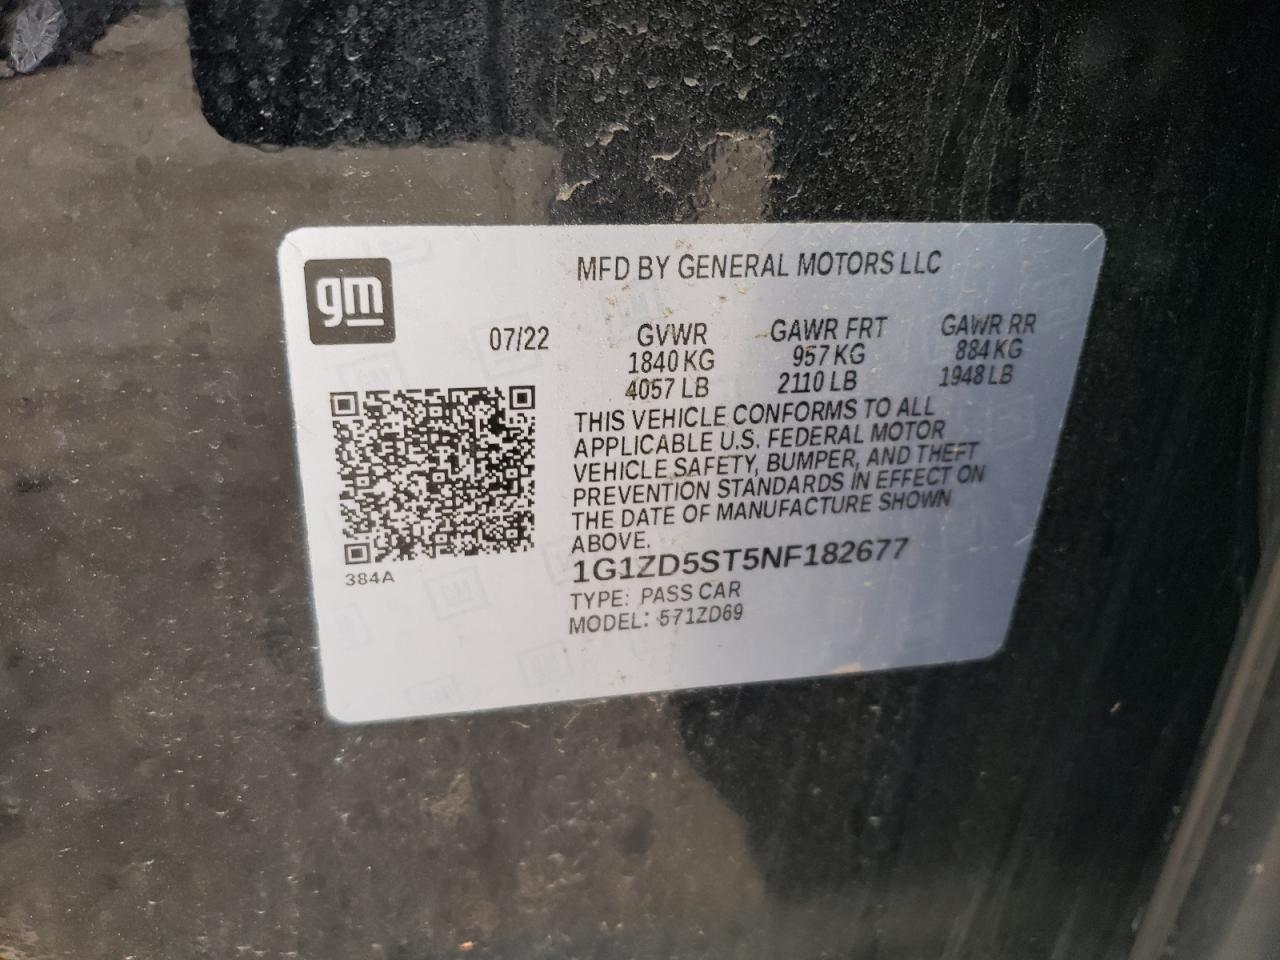 gm
MFD BY GENERAL MOTORS LLC
07/22 GVWR GAWR FRT GAWR RR
1840 KG 957 KG 884 KG
4057 LB 2110 LB 1948 LB
THIS VEHICLE CONFORMS TO ALL
APPLICABLE U.S. FEDERAL MOTOR
VEHICLE SAFETY, BUMPER, AND THEFT
PREVENTION STANDARDS IN EFFECT ON
THE DATE OF MANUFACTURE SHOWN
ABOVE.
1G1ZD5ST5NF182677
TYPE: PASS CAR
MODEL: 571ZD69
384A